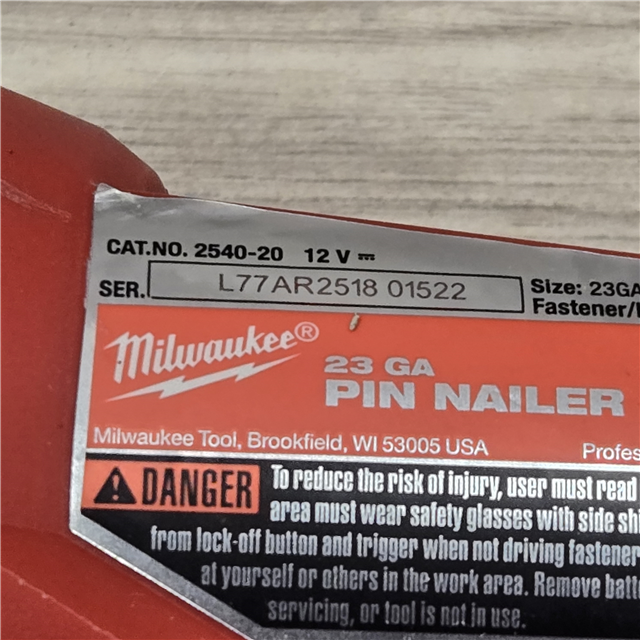 CAT.NO. 2540-20 12 V ⎓
SER. L77AR2518 01522
Size: 23GA
Fastener/
Milwaukee®
23 GA
PIN NAILER
Milwaukee Tool, Brookfield, WI 53005 USA
Profes
DANGER
To reduce the risk of injury, user must read
area must wear safety glasses with side shi
from lock-off button and trigger when not driving fastener
at yourself or others in the work area. Remove batt
servicing, or tool is not in use.